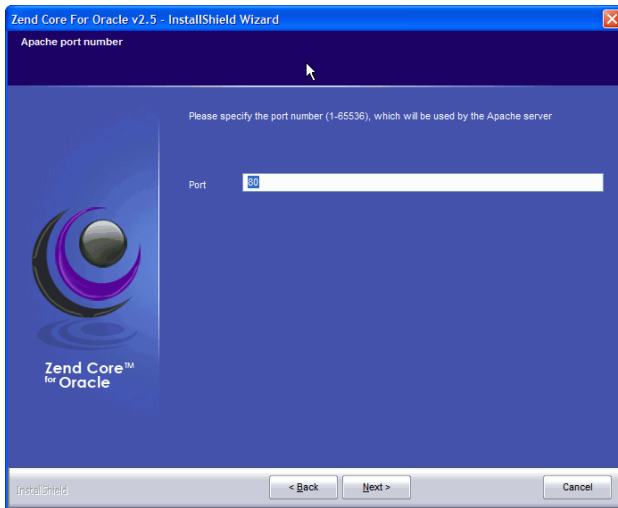 Zend Core For Oracle v2.5 - InstallShield Wizard
Apache port number
Please specify the port number (1-65536), which will be used by the Apache server
Port 80
Zend Core™
for Oracle
InstallShield
< Back Next > Cancel